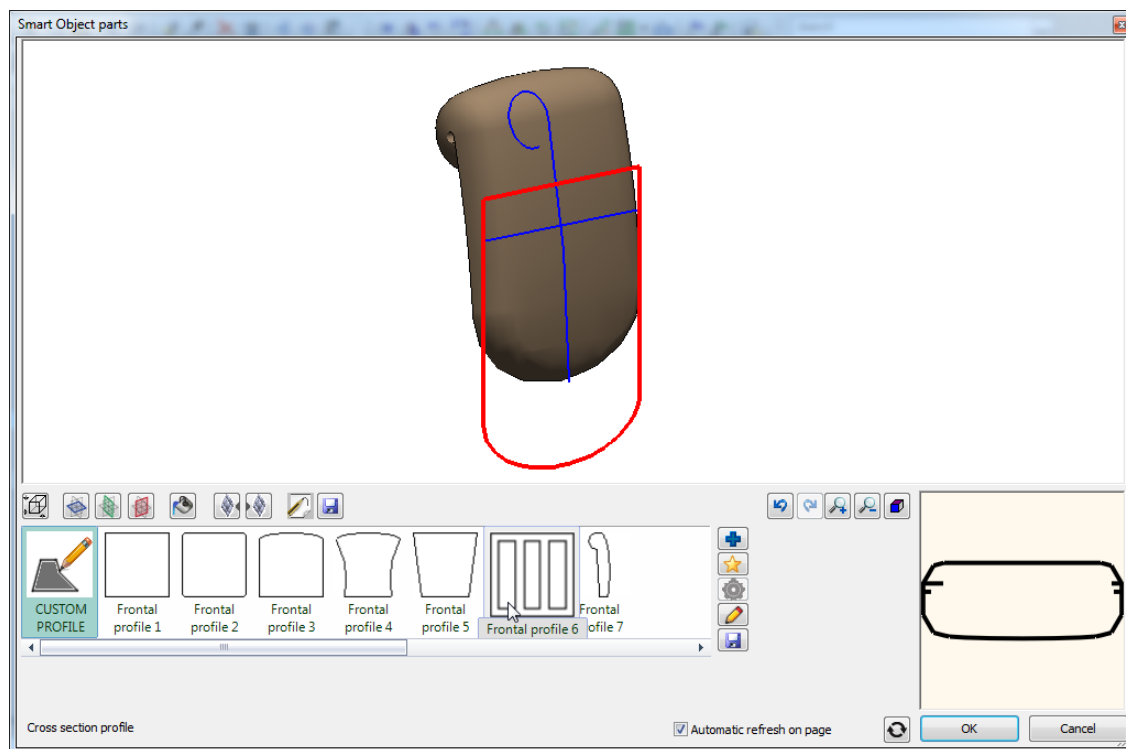 Smart Object parts
CUSTOM
PROFILE
Frontal
profile 1
Frontal
profile 2
Frontal
profile 3
Frontal
profile 4
Frontal
profile 5
Frontal profile 6
Frontal
ofile 7
Cross section profile
Automatic refresh on page
OK
Cancel